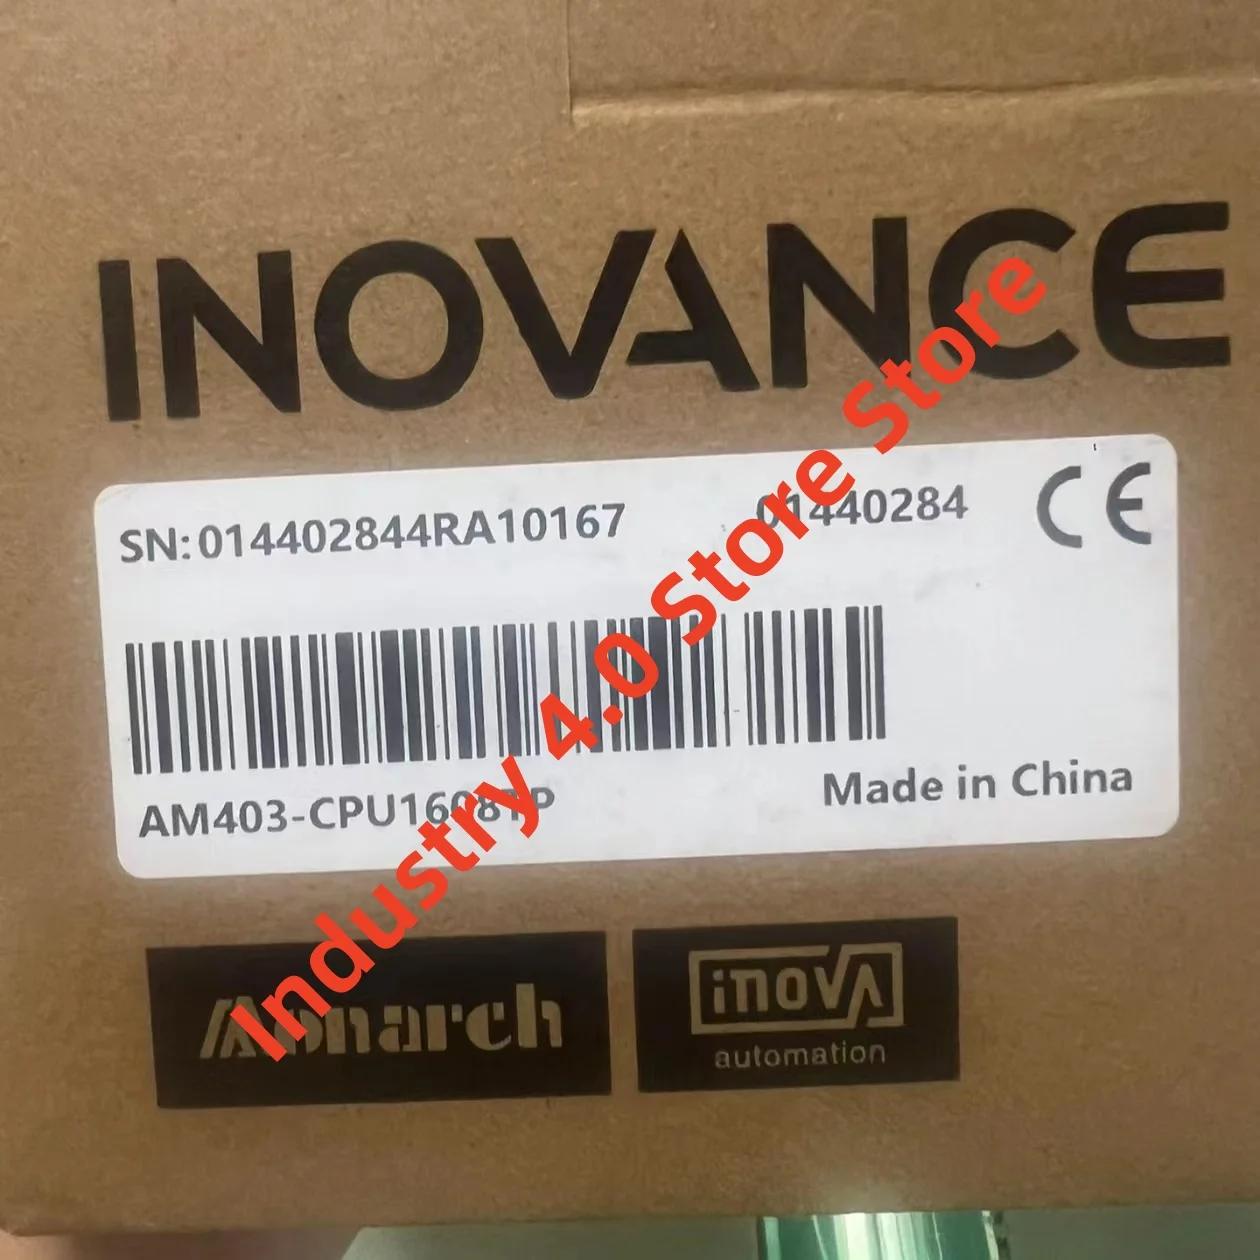 INOVANCE
SN:014402844RA10167 01440284 CE
AM403-CPU1608TP Made in China
Monarch
inovA
automation
Industry 4.0 Store Store